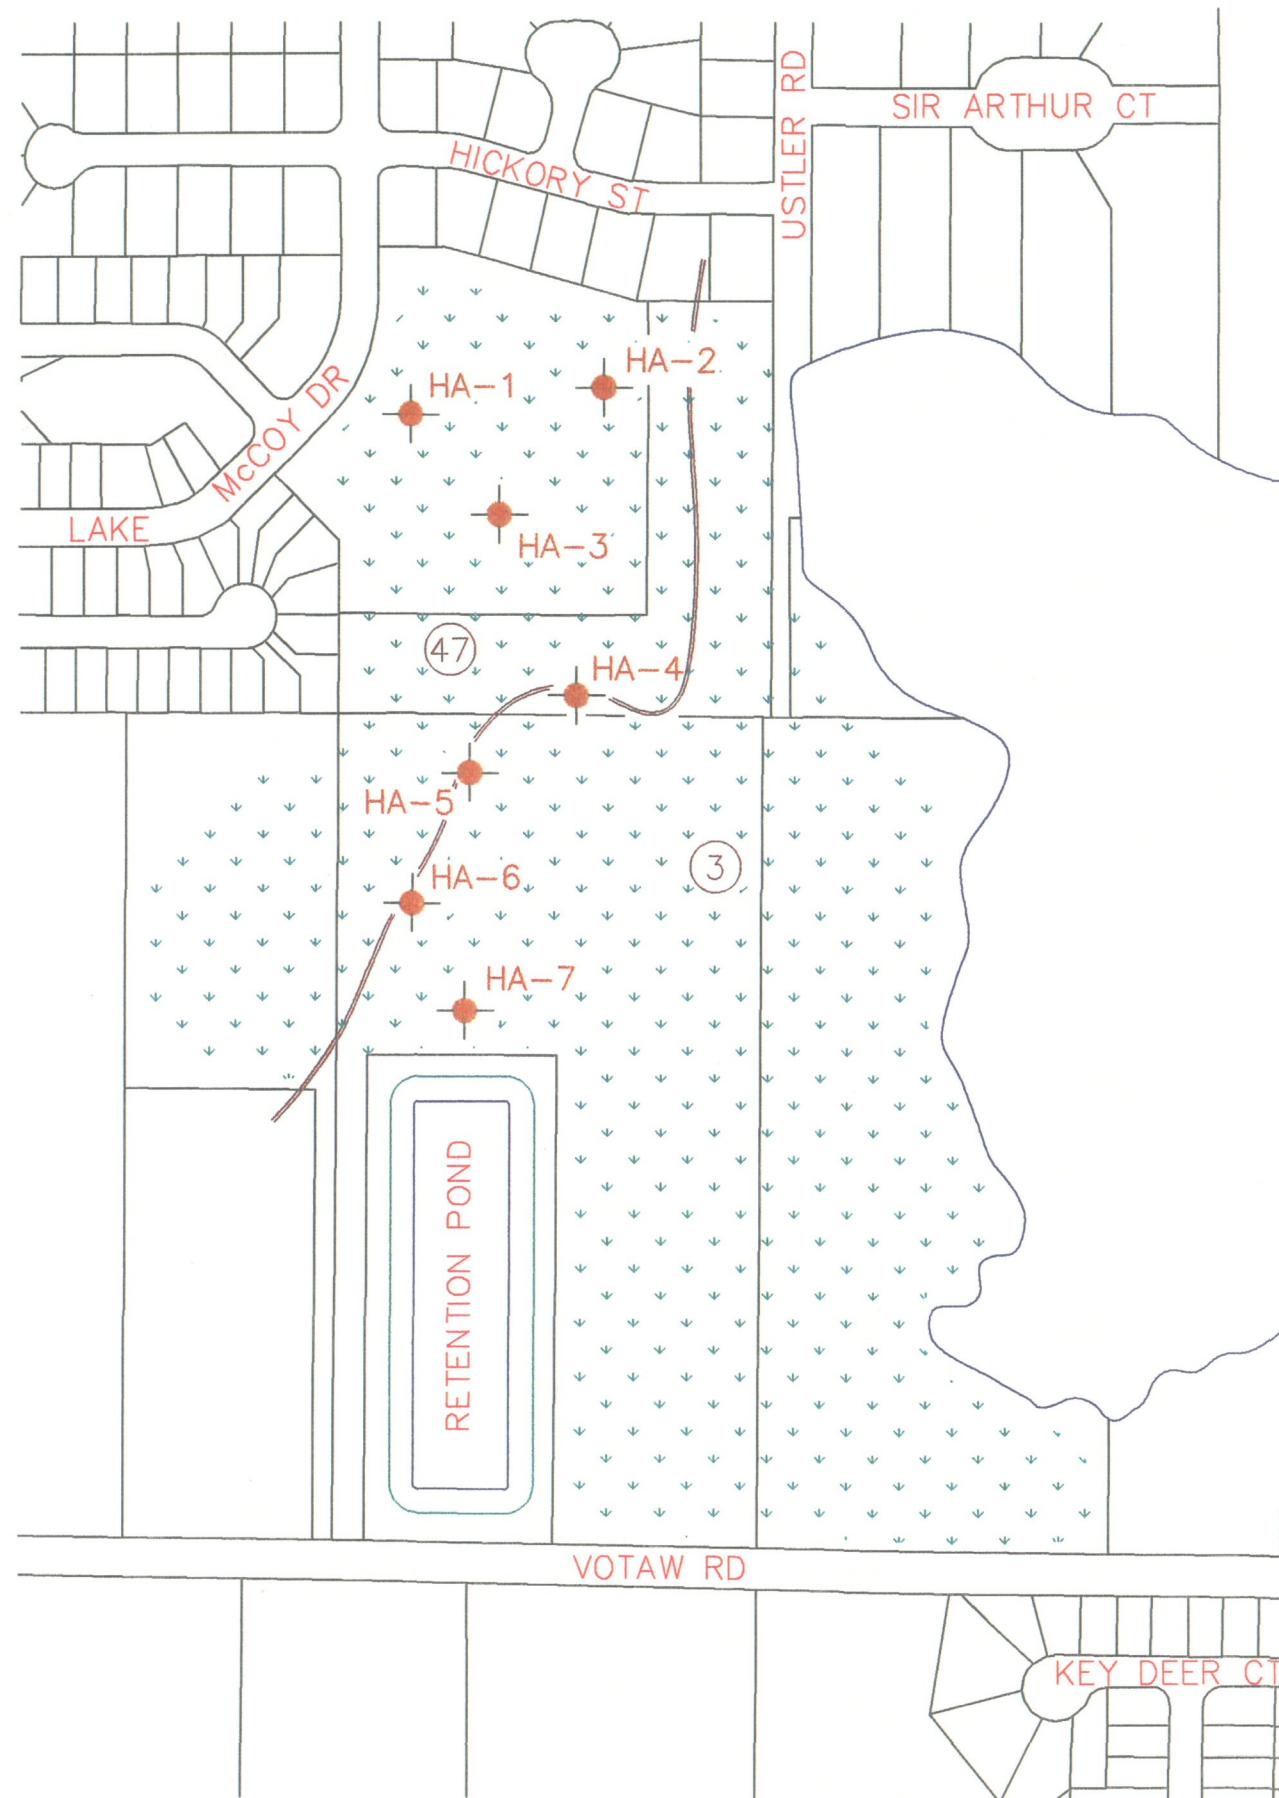 SIR ARTHUR CT
USTLER RD
HICKORY ST
HA-2
HA-1
McCOY DR
LAKE
HA-3
47
HA-4
HA-5
3
HA-6
HA-7
RETENTION POND
VOTAW RD
KEY DEER CT